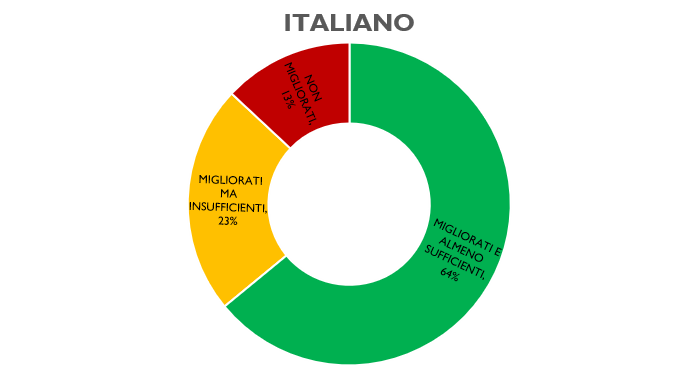 ITALIANO
NON
MIGLIORATI,
13%
MIGLIORATI
MA
INSUFFICIENTI,
23%
MIGLIORATI E
ALMENO
SUFFICIENTI,
64%